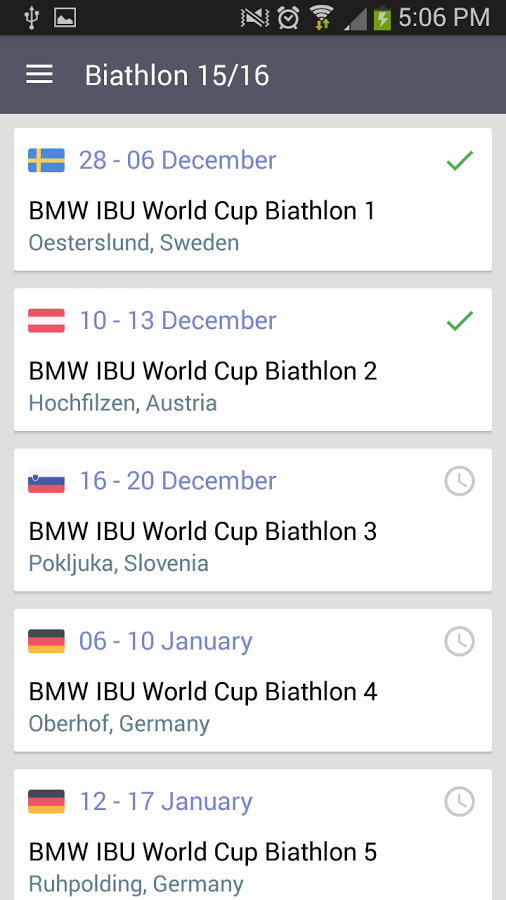 5:06 PM
Biathlon 15/16
28 - 06 December
BMW IBU World Cup Biathlon 1
Oesterslund, Sweden
10 - 13 December
BMW IBU World Cup Biathlon 2
Hochfilzen, Austria
16 - 20 December
BMW IBU World Cup Biathlon 3
Pokljuka, Slovenia
06 - 10 January
BMW IBU World Cup Biathlon 4
Oberhof, Germany
12 - 17 January
BMW IBU World Cup Biathlon 5
Ruhpolding, Germany